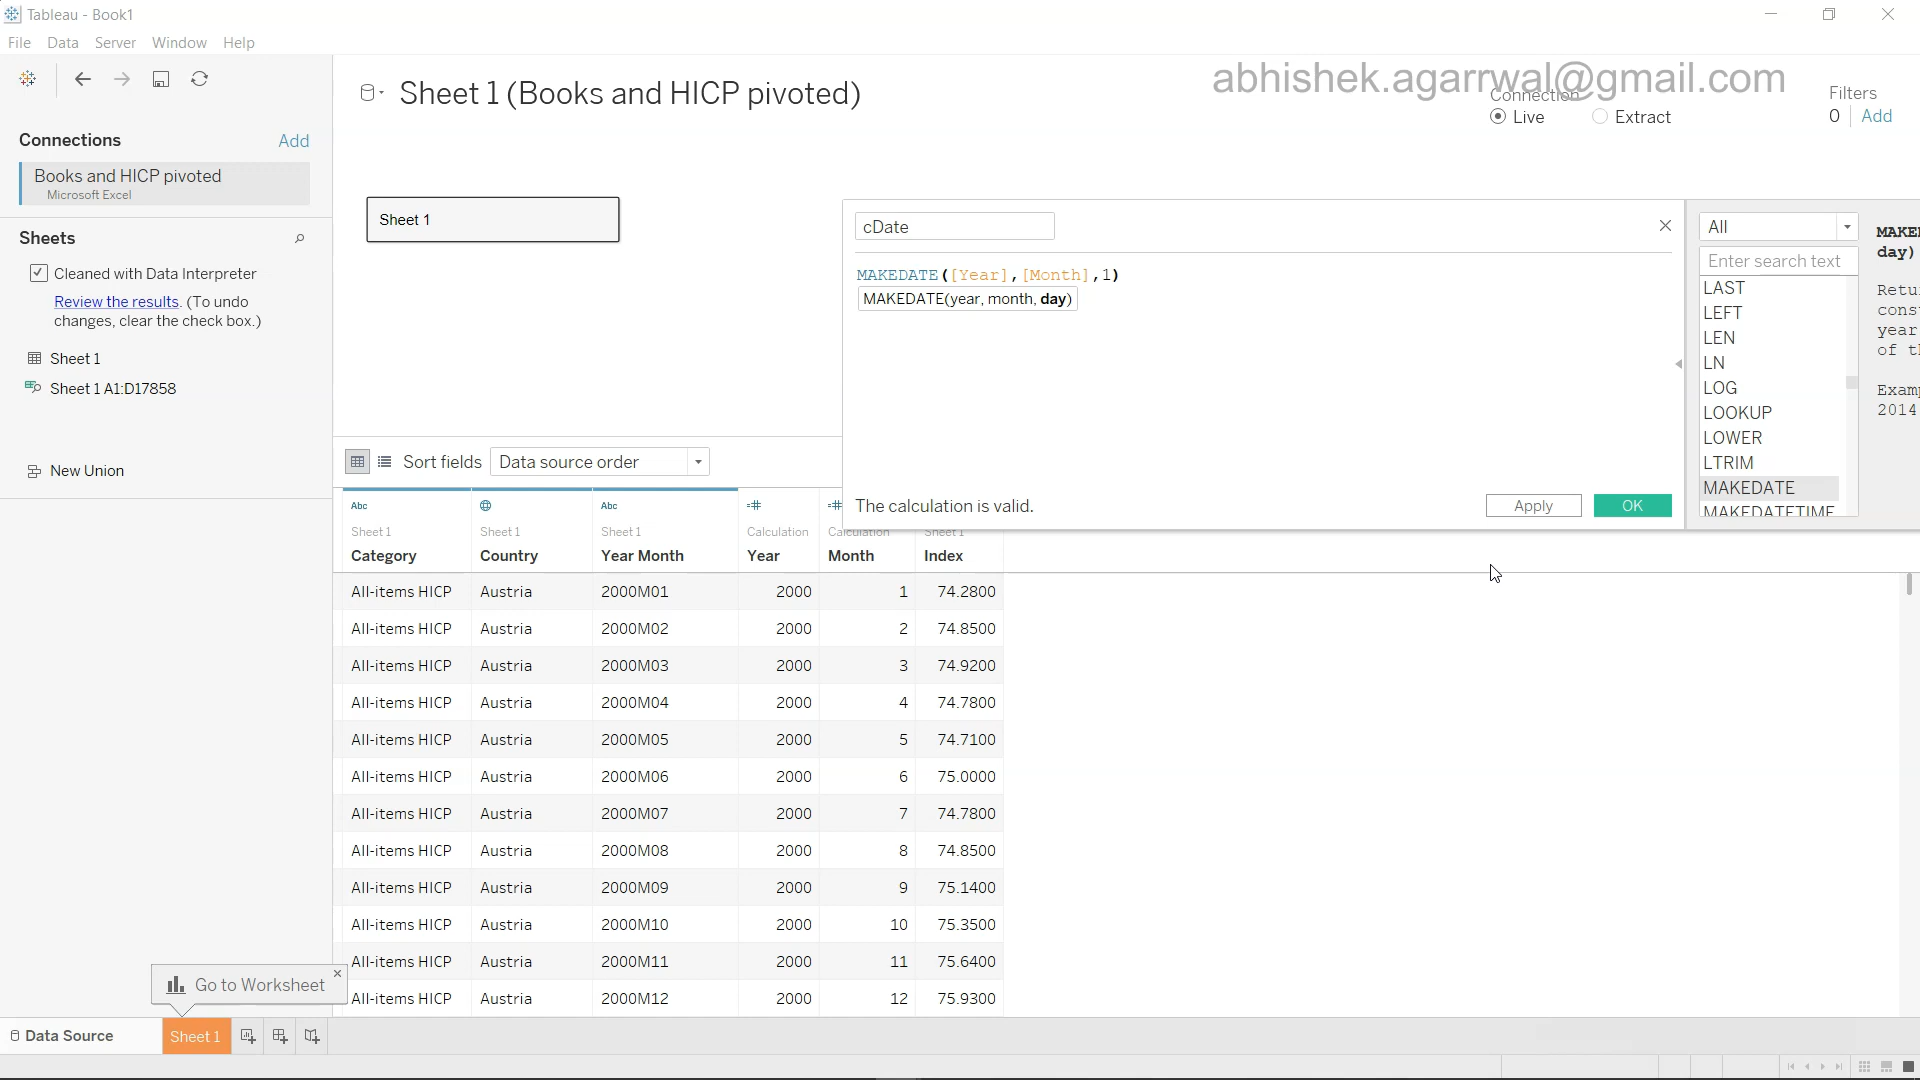 Tableau - Book1
File Data Server Window Help
Sheet 1 (Books and HICP pivoted)
abhishek.agarrwal@gmail.com
Connection
Live Extract
Filters
0 Add
Connections Add
Books and HICP pivoted
Microsoft Excel
Sheets
Cleaned with Data Interpreter
Review the results. (To undo
changes, clear the check box.)
Sheet 1
Sheet 1 A1:D17858
New Union
Sheet 1
cDate
MAKEDATE([Year],[Month],1)
MAKEDATE(year, month, day)
The calculation is valid.
Apply OK
All
Enter search text
LAST
LEFT
LEN
LN
LOG
LOOKUP
LOWER
LTRIM
MAKEDATE
MAKEDATETIME
day)
year
2014
Sort fields Data source order
Abc Abc
Sheet 1 Sheet 1 Sheet 1 Calculation Calculation Sheet 1
Category Country Year Month Year Month Index
All-items HICP Austria 2000M01 2000 1 74.2800
All-items HICP Austria 2000M02 2000 2 74.8500
All-items HICP Austria 2000M03 2000 3 74.9200
All-items HICP Austria 2000M04 2000 4 74.7800
All-items HICP Austria 2000M05 2000 5 74.7100
All-items HICP Austria 2000M06 2000 6 75.0000
All-items HICP Austria 2000M07 2000 7 74.7800
All-items HICP Austria 2000M08 2000 8 74.8500
All-items HICP Austria 2000M09 2000 9 75.1400
All-items HICP Austria 2000M10 2000 10 75.3500
All-items HICP Austria 2000M11 2000 11 75.6400
All-items HICP Austria 2000M12 2000 12 75.9300
Go to Worksheet
Data Source Sheet 1